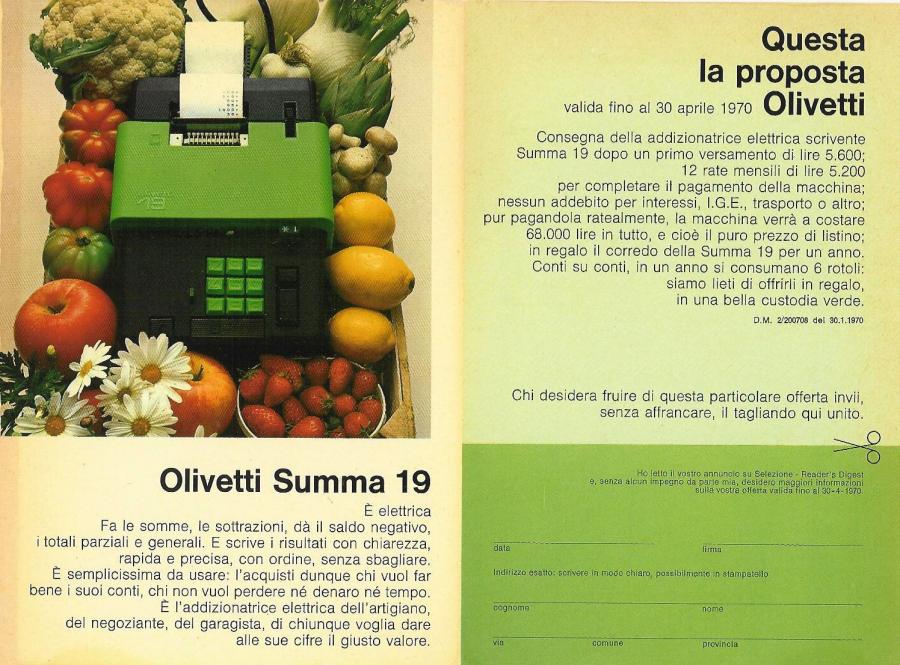 Olivetti Summa 19
È elettrica
Fa le somme, le sottrazioni, dà il saldo negativo,
i totali parziali e generali. E scrive i risultati con chiarezza,
rapida e precisa, con ordine, senza sbagliare.
È semplicissima da usare: l'acquisti dunque chi vuol far
bene i suoi conti, chi non vuol perdere né denaro né tempo.
È l'addizionatrice elettrica dell'artigiano,
del negoziante, del garagista, di chiunque voglia dare
alle sue cifre il giusto valore.
Questa
la proposta
valida fino al 30 aprile 1970 Olivetti
Consegna della addizionatrice elettrica scrivente
Summa 19 dopo un primo versamento di lire 5.600;
12 rate mensili di lire 5.200
per completare il pagamento della macchina;
nessun addebito per interessi, I.G.E., trasporto o altro;
pur pagandola ratealmente, la macchina verrà a costare
68.000 lire in tutto, e cioè il puro prezzo di listino;
in regalo il corredo della Summa 19 per un anno.
Conti su conti, in un anno si consumano 6 rotoli:
siamo lieti di offrirli in regalo,
in una bella custodia verde.
D.M. 2/200708 del 30.1.1970
Chi desidera fruire di questa particolare offerta invii,
senza affrancare, il tagliando qui unito.
Ho letto il vostro annuncio su Selezione - Reader's Digest
e, senza alcun impegno da parte mia, desidero maggiori informazioni
sulla vostra offerta valida fino al 30-4-1970.
data firma
Indirizzo esatto: scrivere in modo chiaro, possibilmente in stampatello
cognome nome
via comune provincia